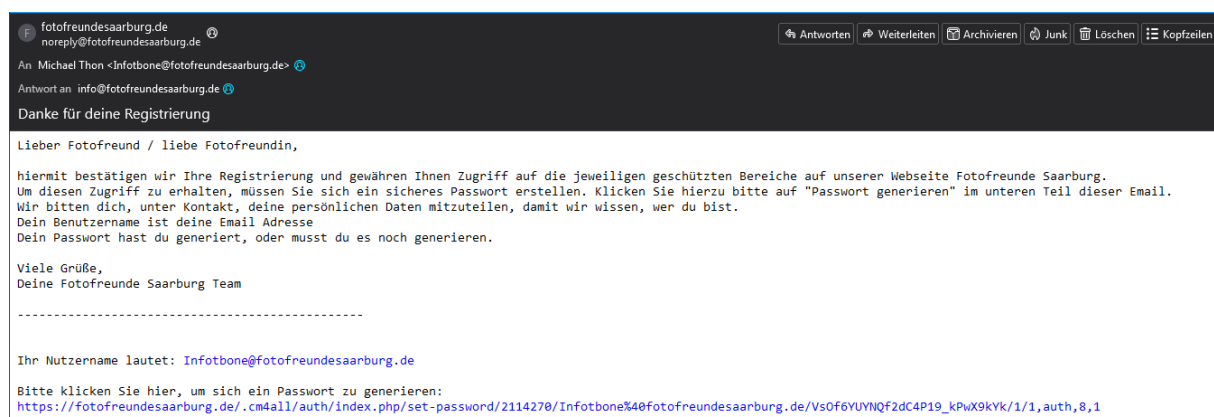 F
fotofreundesaarburg.de
noreply@fotofreundesaarburg.de
Antworten Weiterleiten Archivieren Junk Löschen Kopfzeilen
An Michael Thon <Infotbone@fotofreundesaarburg.de>
Antwort an info@fotofreundesaarburg.de
Danke für deine Registrierung
Lieber Fotofreund / liebe Fotofreundin,
hiermit bestätigen wir Ihre Registrierung und gewähren Ihnen Zugriff auf die jeweiligen geschützten Bereiche auf unserer Webseite Fotofreunde Saarburg.
Um diesen Zugriff zu erhalten, müssen Sie sich ein sicheres Passwort erstellen. Klicken Sie hierzu bitte auf "Passwort generieren" im unteren Teil dieser Email.
Wir bitten dich, unter Kontakt, deine persönlichen Daten mitzuteilen, damit wir wissen, wer du bist.
Dein Benutzername ist deine Email Adresse
Dein Passwort hast du generiert, oder musst du es noch generieren.
Viele Grüße,
Deine Fotofreunde Saarburg Team
------------------------------------------------
Ihr Nutzername lautet: Infotbone@fotofreundesaarburg.de
Bitte klicken Sie hier, um sich ein Passwort zu generieren:
https://fotofreundesaarburg.de/.cm4all/auth/index.php/set-password/2114270/Infotbone%40fotofreundesaarburg.de/VsOf6YUYNQf2dC4P19_kPwX9kYk/1/1,auth,8,1